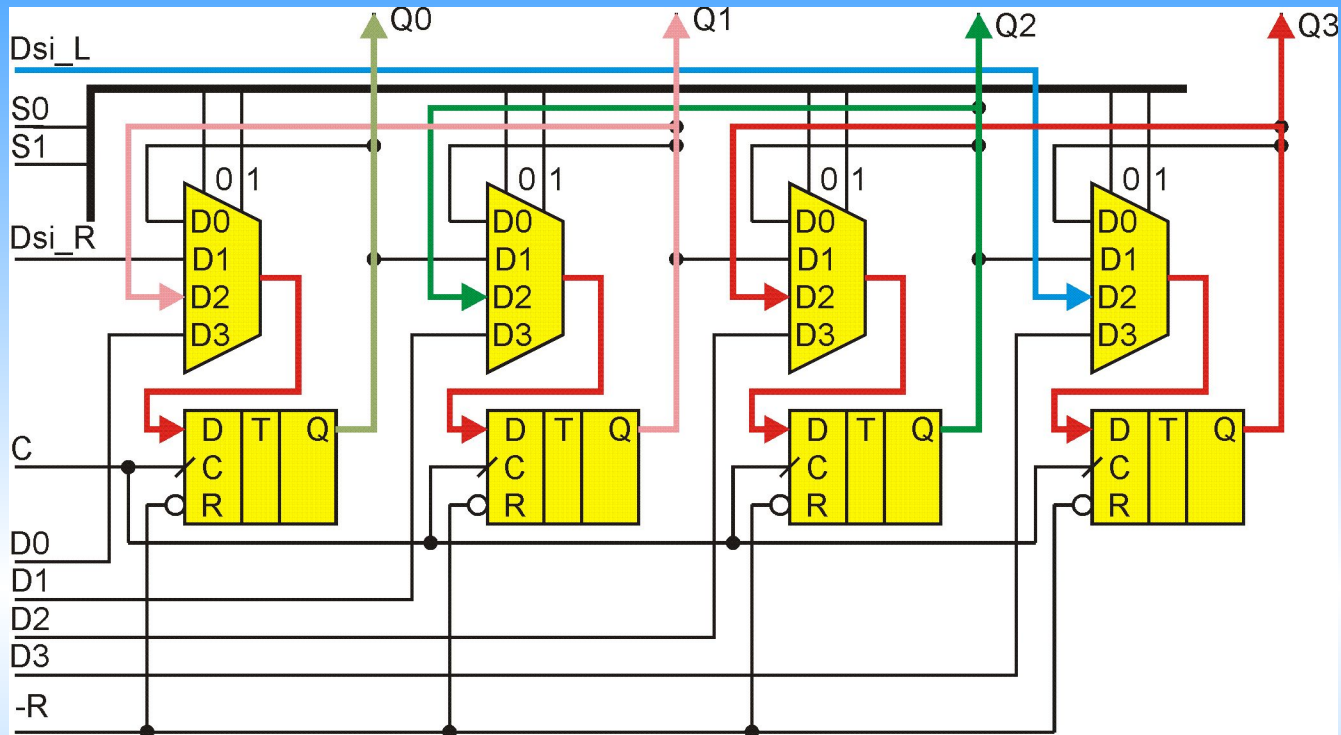 Q0 Q1 Q2 Q3
Dsi_L
S0
S1
0 1 0 1 0 1 0 1
D0 D0 D0 D0
Dsi_R
D1 D1 D1 D1
D2 D2 D2 D2
D3 D3 D3 D3
D T Q D T Q D T Q D T Q
C
C C C C
R R R R
D0
D1
D2
D3
-R